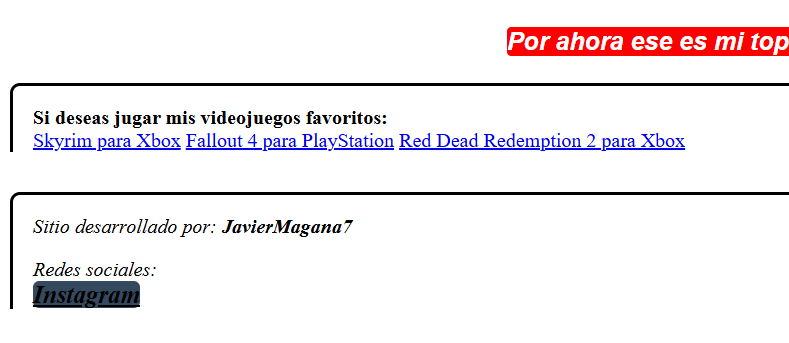 Por ahora ese es mi top
Si deseas jugar mis videojuegos favoritos:
Skyrim para Xbox Fallout 4 para PlayStation Red Dead Redemption 2 para Xbox
Sitio desarrollado por: JavierMagana7
Redes sociales:
Instagram